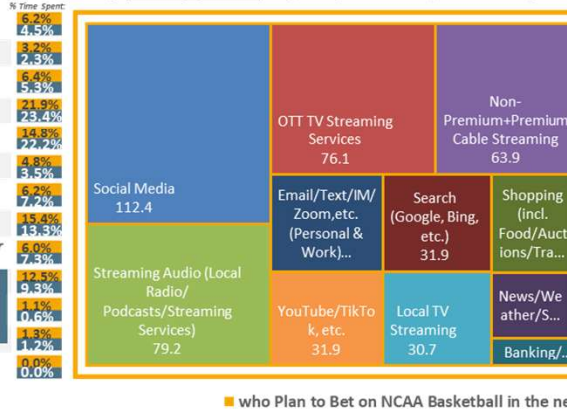 % Time Spent:
6.2%
4.5%
3.2%
2.3%
6.4%
5.3%
21.9%
23.4%
14.8%
22.2%
4.8%
3.5%
6.2%
7.2%
15.4%
13.3%
6.0%
7.3%
12.5%
9.3%
1.1%
0.6%
1.3%
1.2%
0.0%
0.0%
Social Media
112.4
Streaming Audio (Local
Radio/
Podcasts/Streaming
Services)
79.2
OTT TV Streaming
Services
76.1
Non-
Premium+Premium
Cable Streaming
63.9
Email/Text/IM/
Zoom,etc.
(Personal &
Work)...
Search
(Google, Bing,
etc.)
31.9
Shopping
(incl.
Food/Auct
ions/Tra...
YouTube/TikTo
k, etc.
31.9
Local TV
Streaming
30.7
News/We
ather/S...
Banking/...
who Plan to Bet on NCAA Basketball in the ne